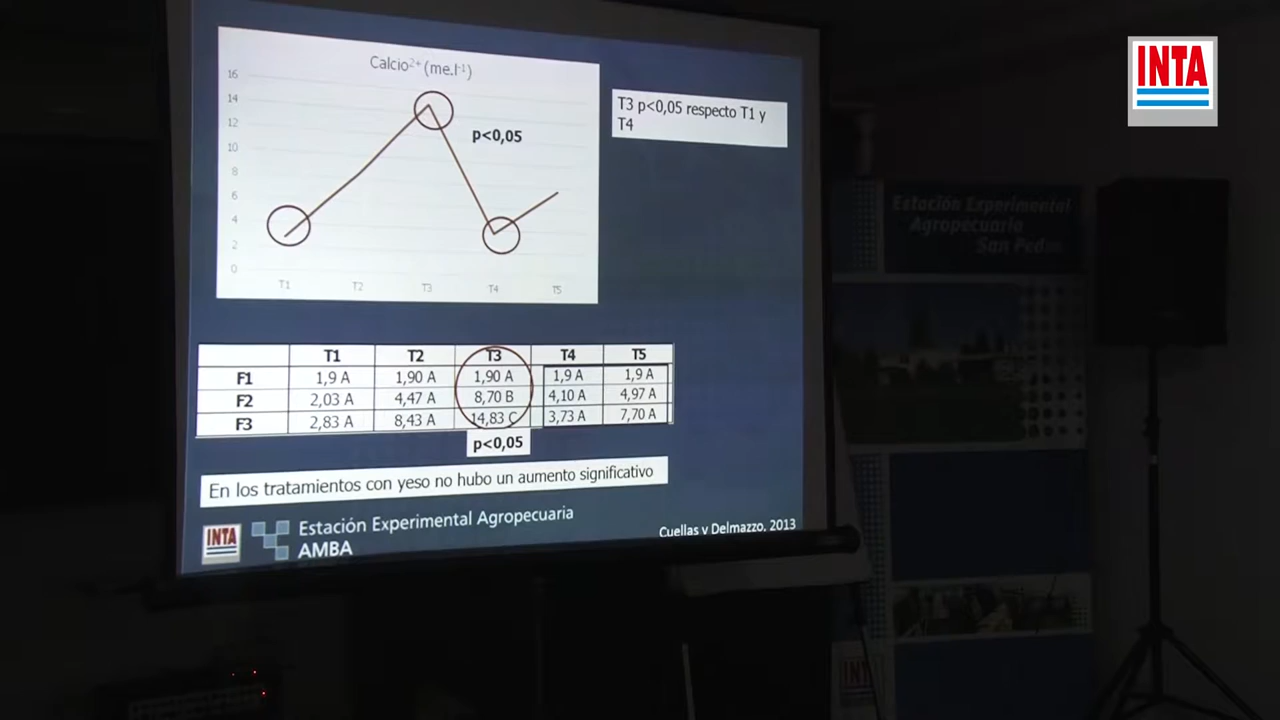 Calcio²⁺ (me.l⁻¹)
16
14
12
10
8
6
4
2
0
T1 T2 T3 T4 T5
p<0,05
T3 p<0,05 respecto T1 y
T4
INTA
Estación Experimental
Agropecuaria
San Pedro
T1 T2 T3 T4 T5
F1 1,9 A 1,90 A 1,90 A 1,9 A 1,9 A
F2 2,03 A 4,47 A 8,70 B 4,10 A 4,97 A
F3 2,83 A 8,43 A 14,83 C 3,73 A 7,70 A
p<0,05
En los tratamientos con yeso no hubo un aumento significativo
INTA
Estación Experimental Agropecuaria
AMBA
Cuellas y Delmazzo, 2013
INTA